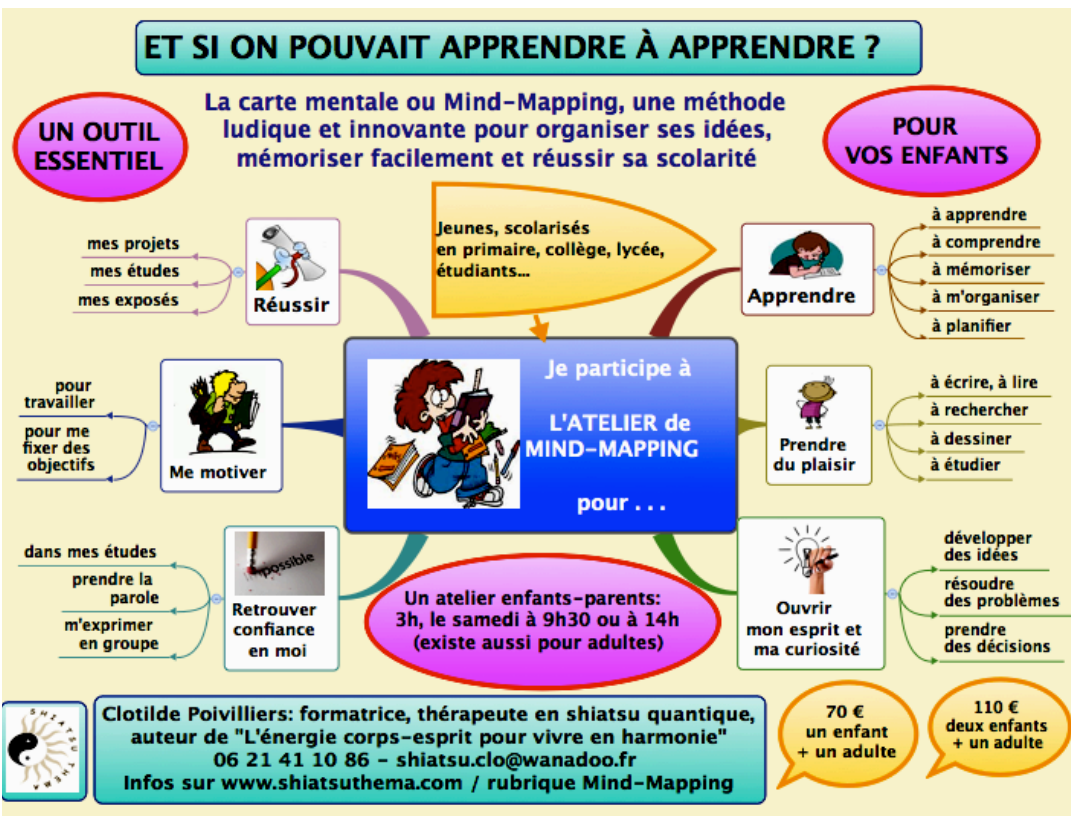 ET SI ON POUVAIT APPRENDRE À APPRENDRE ?
UN OUTIL
ESSENTIEL
La carte mentale ou Mind-Mapping, une méthode
ludique et innovante pour organiser ses idées,
mémoriser facilement et réussir sa scolarité
POUR
VOS ENFANTS
Jeunes, scolarisés
en primaire, collège, lycée,
étudiants...
mes projets
mes études
mes exposés
Réussir
Apprendre
à apprendre
à comprendre
à mémoriser
à m'organiser
à planifier
Je participe à
L'ATELIER de
MIND-MAPPING
pour . . .
pour
travailler
pour me
fixer des
objectifs
Me motiver
Prendre
du plaisir
à écrire, à lire
à rechercher
à dessiner
à étudier
dans mes études
prendre la
parole
m'exprimer
en groupe
possible
Retrouver
confiance
en moi
Un atelier enfants-parents:
3h, le samedi à 9h30 ou à 14h
(existe aussi pour adultes)
Ouvrir
mon esprit et
ma curiosité
développer
des idées
résoudre
des problèmes
prendre
des décisions
SHIATSU THEMA
Clotilde Poivilliers: formatrice, thérapeute en shiatsu quantique,
auteur de "L'énergie corps-esprit pour vivre en harmonie"
06 21 41 10 86 - shiatsu.clo@wanadoo.fr
Infos sur www.shiatsuthema.com / rubrique Mind-Mapping
70 €
un enfant
+ un adulte
110 €
deux enfants
+ un adulte